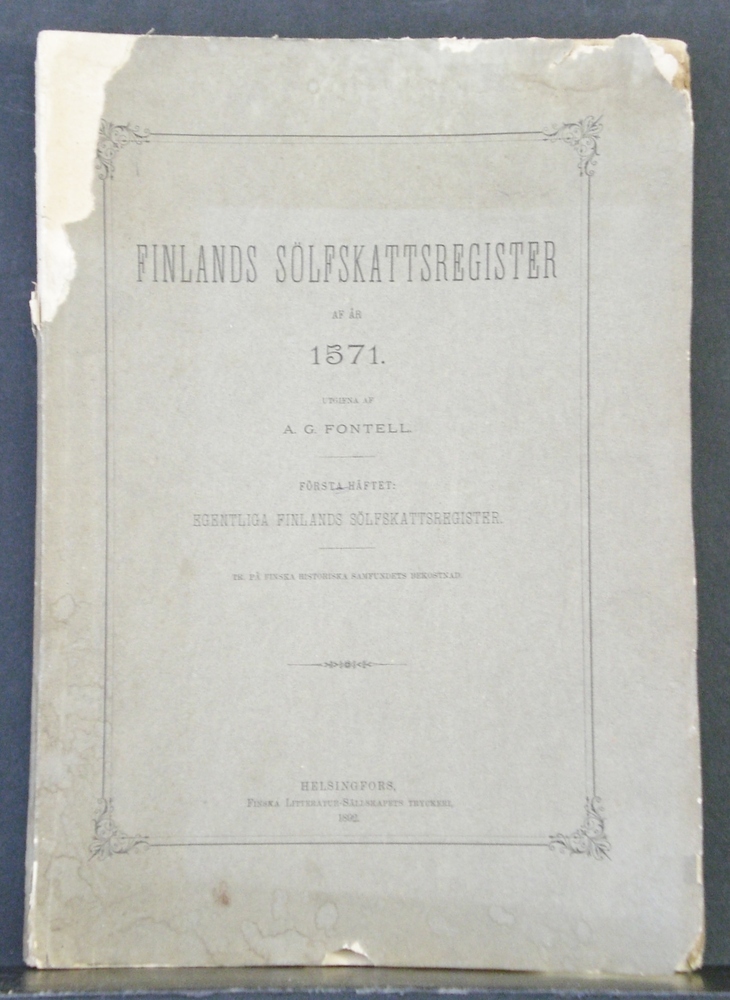 FINLANDS SÖLFSKATTSREGISTER
AF ÅR
1571.
UTGIFNA AF
A. G. FONTELL.
FÖRSTA HÄFTET:
EGENTLIGA FINLANDS SÖLFSKATTSREGISTER.
TR. PÅ FINSKA HISTORISKA SAMFUNDETS BEKOSTNAD.
HELSINGFORS,
FINSKA LITTERATUR-SÄLLSKAPETS TRYCKERI,
1892.